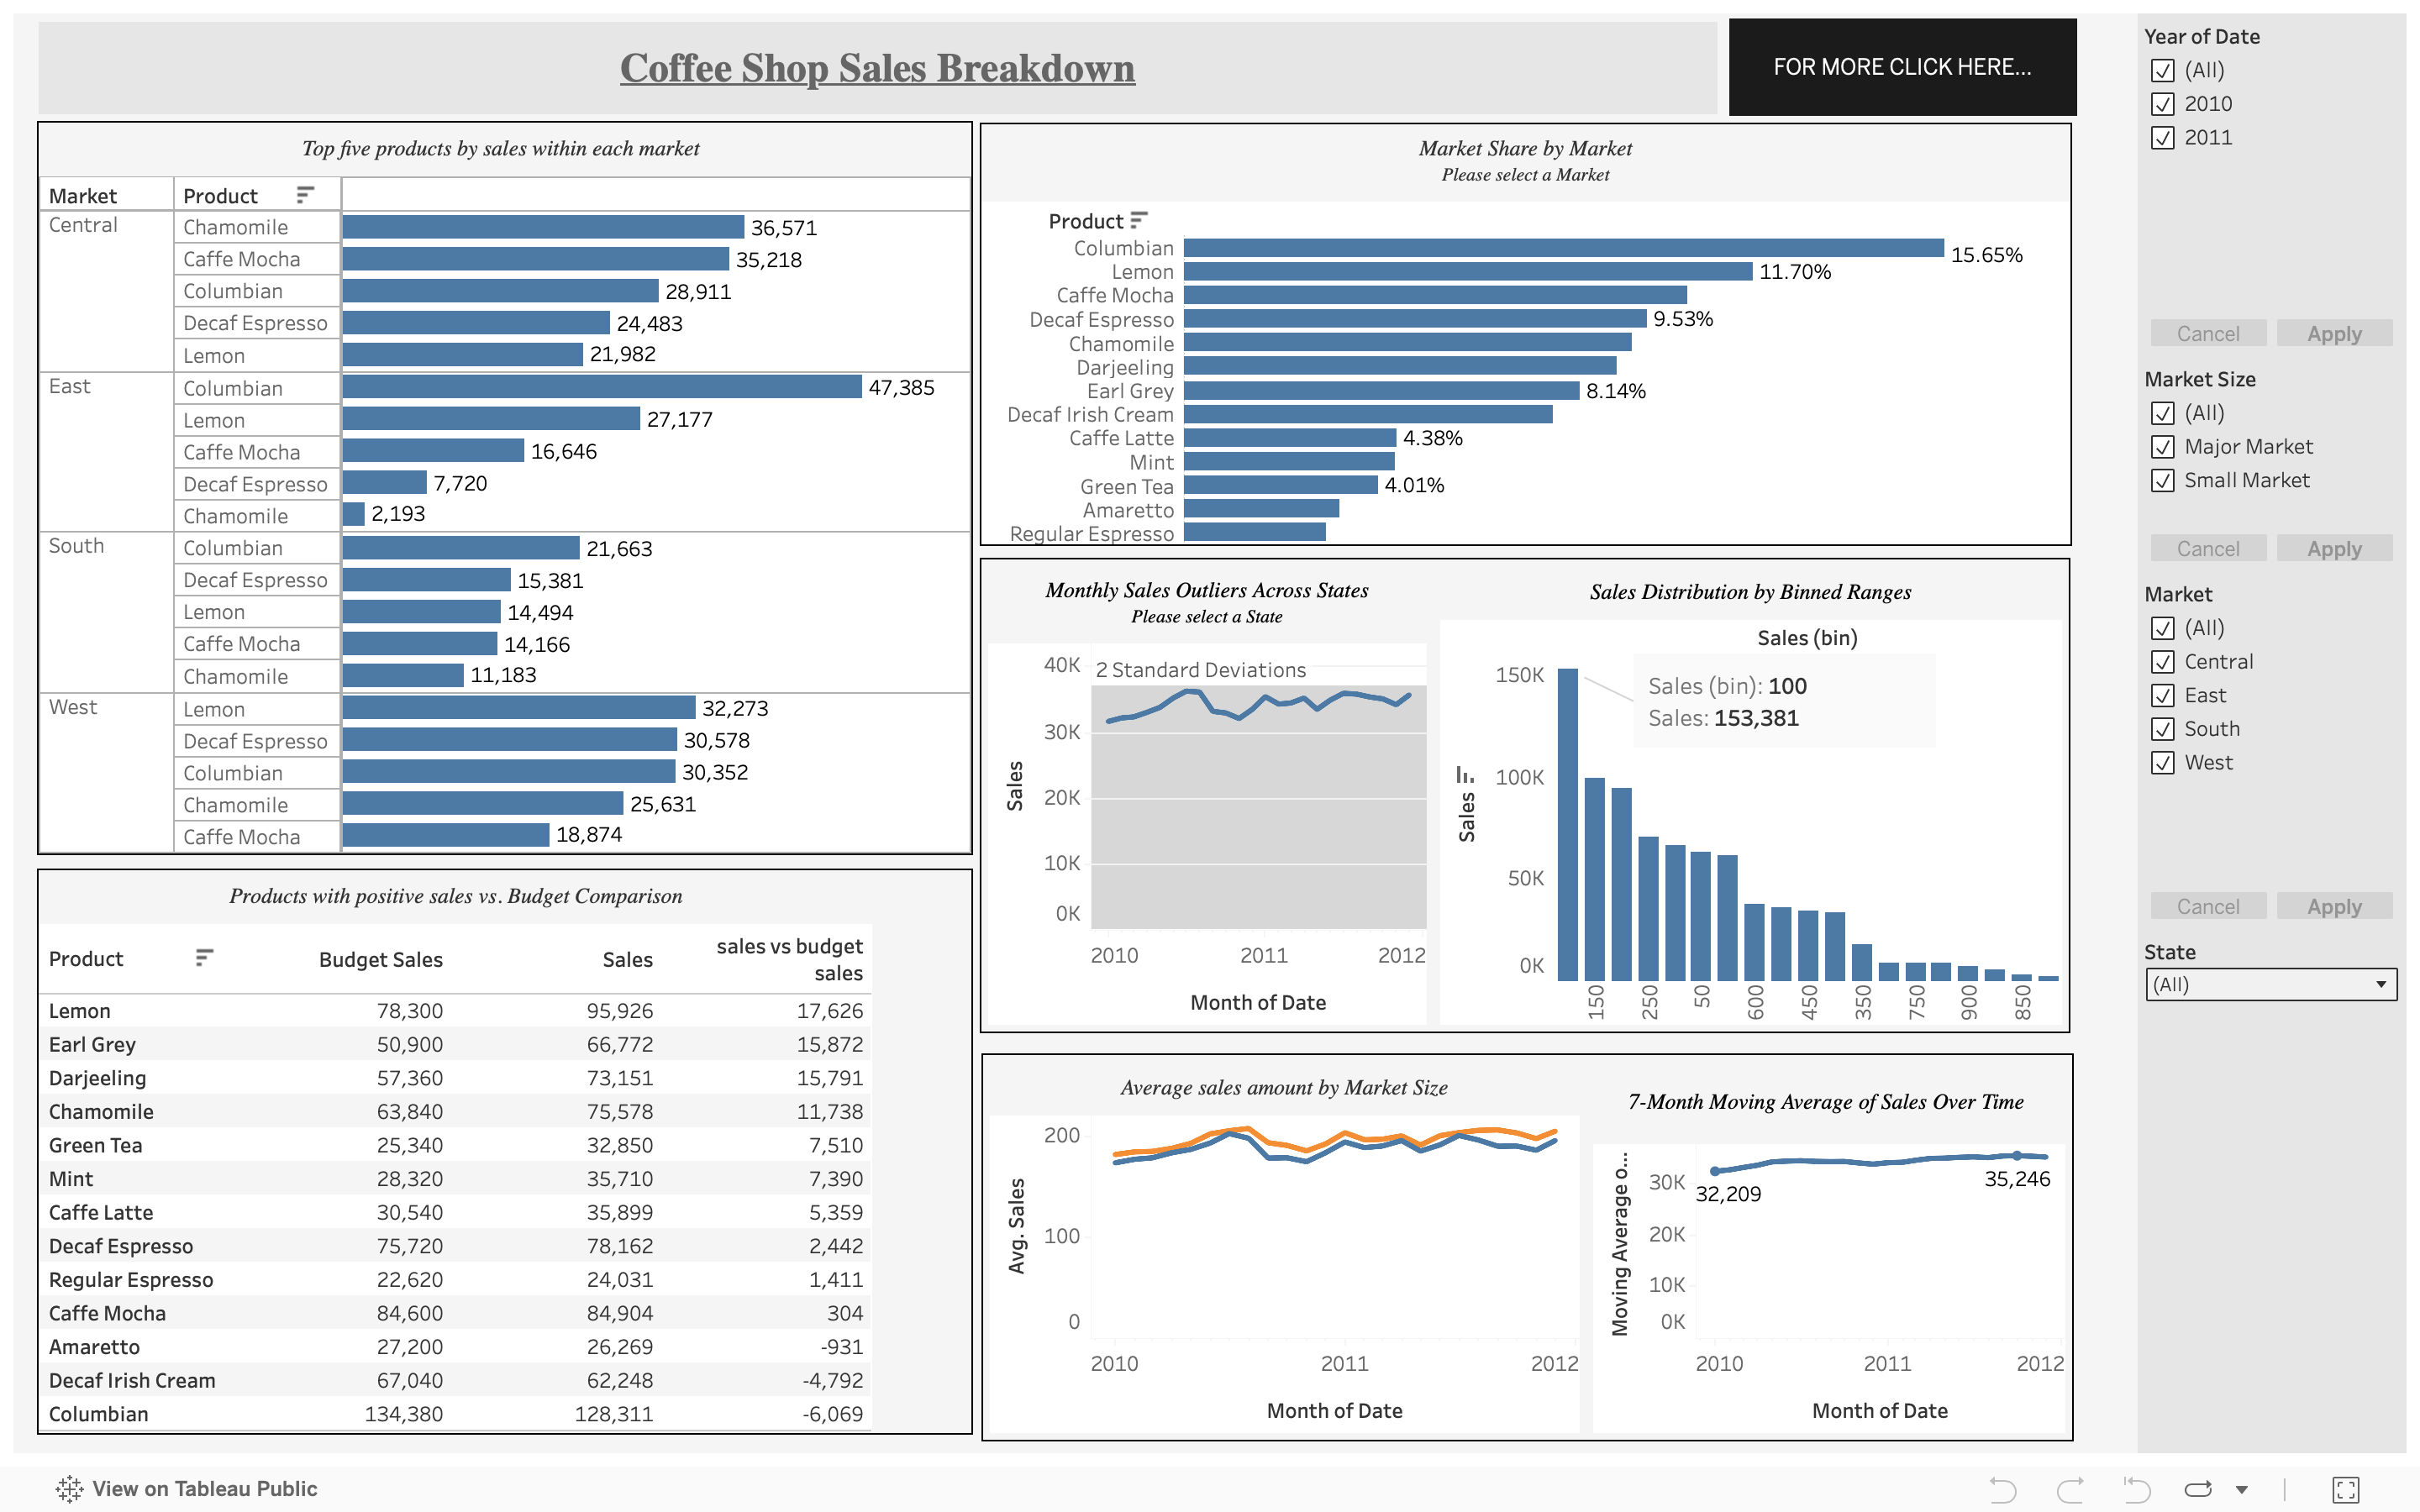 Coffee Shop Sales Breakdown
FOR MORE CLICK HERE...
Top five products by sales within each market
Market Product
Central Chamomile 36,571
Caffe Mocha 35,218
Columbian 28,911
Decaf Espresso 24,483
Lemon 21,982
East Columbian 47,385
Lemon 27,177
Caffe Mocha 16,646
Decaf Espresso 7,720
Chamomile 2,193
South Columbian 21,663
Decaf Espresso 15,381
Lemon 14,494
Caffe Mocha 14,166
Chamomile 11,183
West Lemon 32,273
Decaf Espresso 30,578
Columbian 30,352
Chamomile 25,631
Caffe Mocha 18,874
Market Share by Market
Please select a Market
Product
Columbian 15.65%
Lemon 11.70%
Caffe Mocha
Decaf Espresso 9.53%
Chamomile
Darjeeling
Earl Grey 8.14%
Decaf Irish Cream
Caffe Latte 4.38%
Mint
Green Tea 4.01%
Amaretto
Regular Espresso
Monthly Sales Outliers Across States
Please select a State
2 Standard Deviations
Sales
40K
30K
20K
10K
0K
2010 2011 2012
Month of Date
Sales Distribution by Binned Ranges
Sales (bin)
Sales (bin): 100
Sales: 153,381
Sales
150K
100K
50K
0K
150 250 50 600 450 350 750 900 850
Products with positive sales vs. Budget Comparison
Product Budget Sales Sales sales vs budget
sales
Lemon 78,300 95,926 17,626
Earl Grey 50,900 66,772 15,872
Darjeeling 57,360 73,151 15,791
Chamomile 63,840 75,578 11,738
Green Tea 25,340 32,850 7,510
Mint 28,320 35,710 7,390
Caffe Latte 30,540 35,899 5,359
Decaf Espresso 75,720 78,162 2,442
Regular Espresso 22,620 24,031 1,411
Caffe Mocha 84,600 84,904 304
Amaretto 27,200 26,269 -931
Decaf Irish Cream 67,040 62,248 -4,792
Columbian 134,380 128,311 -6,069
Average sales amount by Market Size
Avg. Sales
200
100
0
2010 2011 2012
Month of Date
7-Month Moving Average of Sales Over Time
Moving Average o...
30K
20K
10K
0K
32,209
35,246
2010 2011 2012
Month of Date
Year of Date
(All)
2010
2011
Cancel Apply
Market Size
(All)
Major Market
Small Market
Cancel Apply
Market
(All)
Central
East
South
West
Cancel Apply
State
(All)
View on Tableau Public